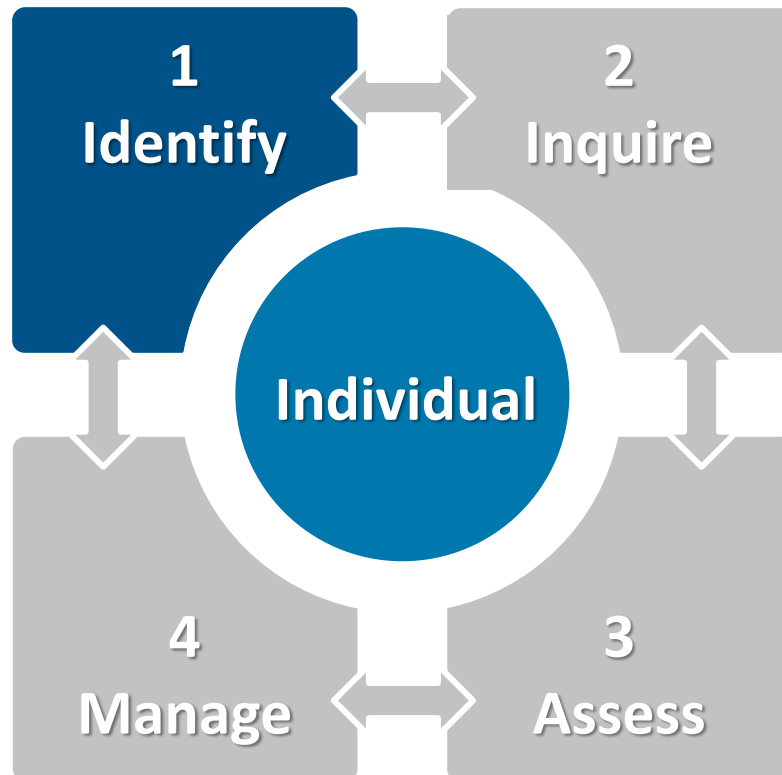 1
Identify
2
Inquire
Individual
4
Manage
3
Assess